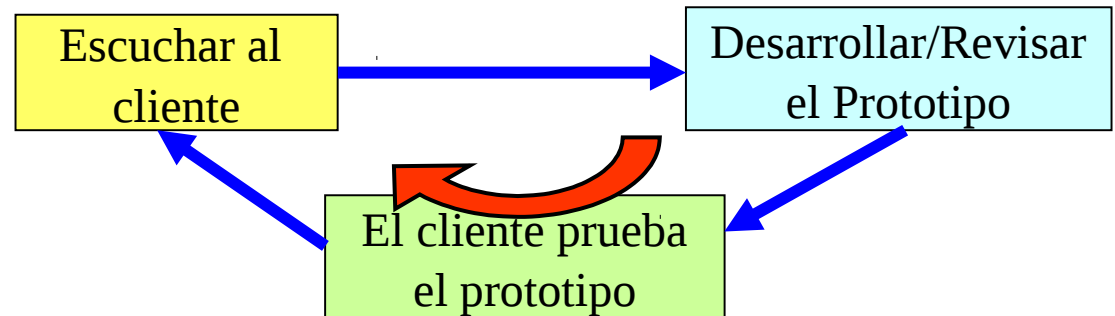 Escuchar al
cliente
Desarrollar/Revisar
el Prototipo
El cliente prueba
el prototipo